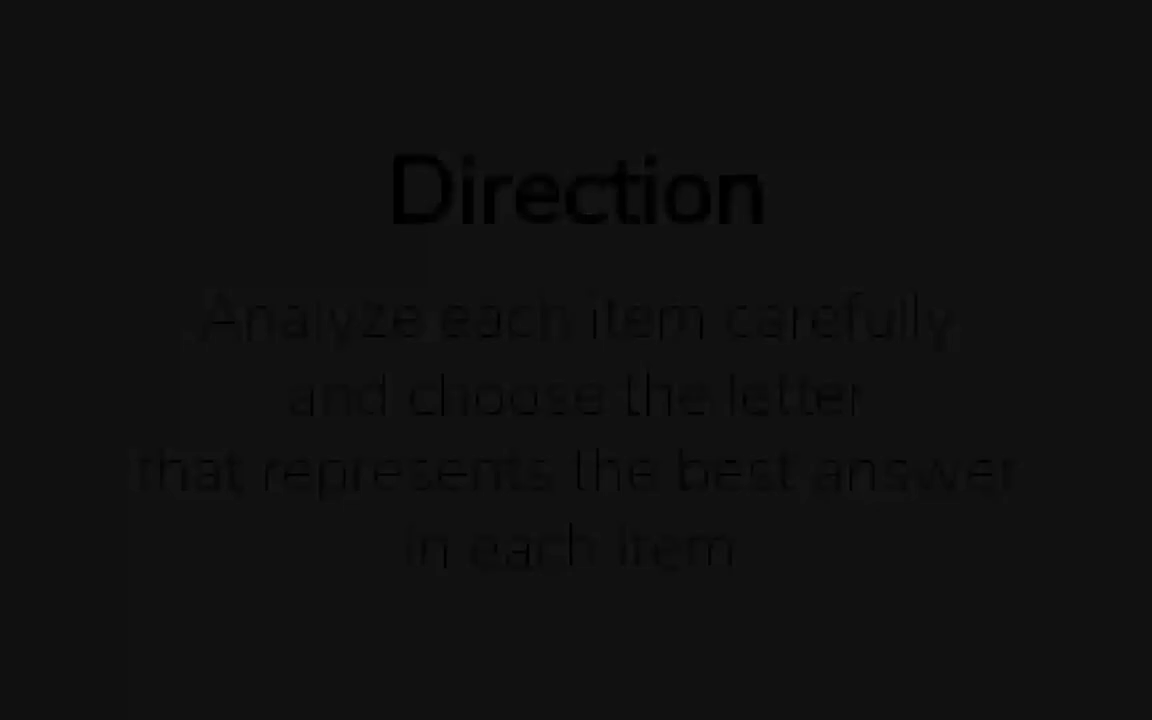 Direction
Analyze each item carefully
and choose the letter
that represents the best answer
in each item